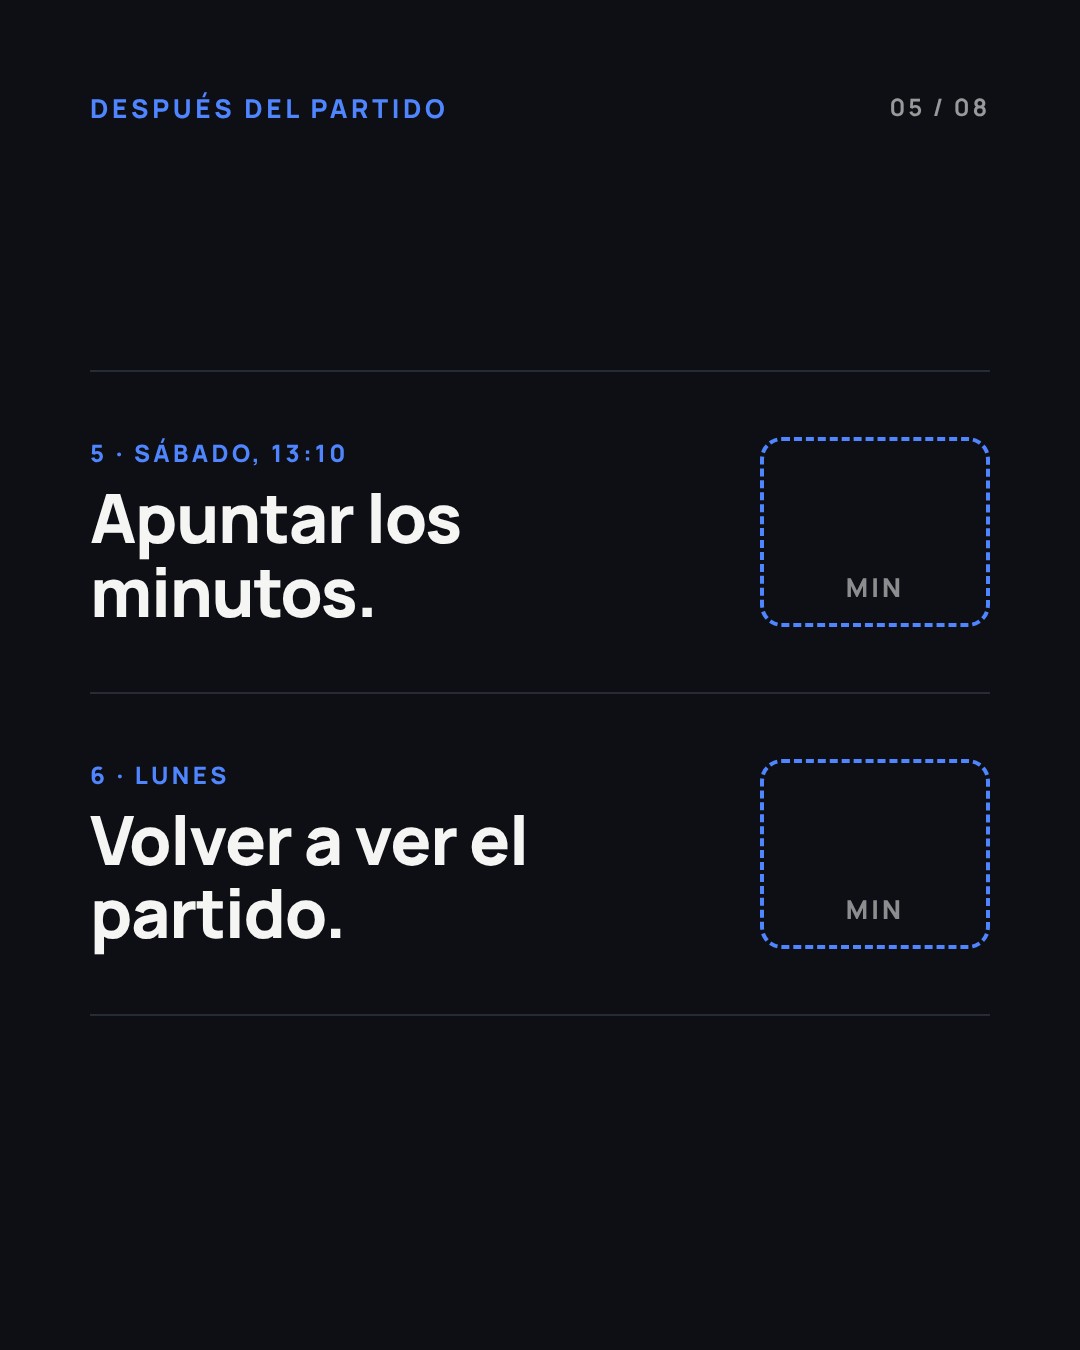 DESPUÉS DEL PARTIDO
05 / 08
5 · SÁBADO, 13:10
Apuntar los
minutos.
MIN
6 · LUNES
Volver a ver el
partido.
MIN